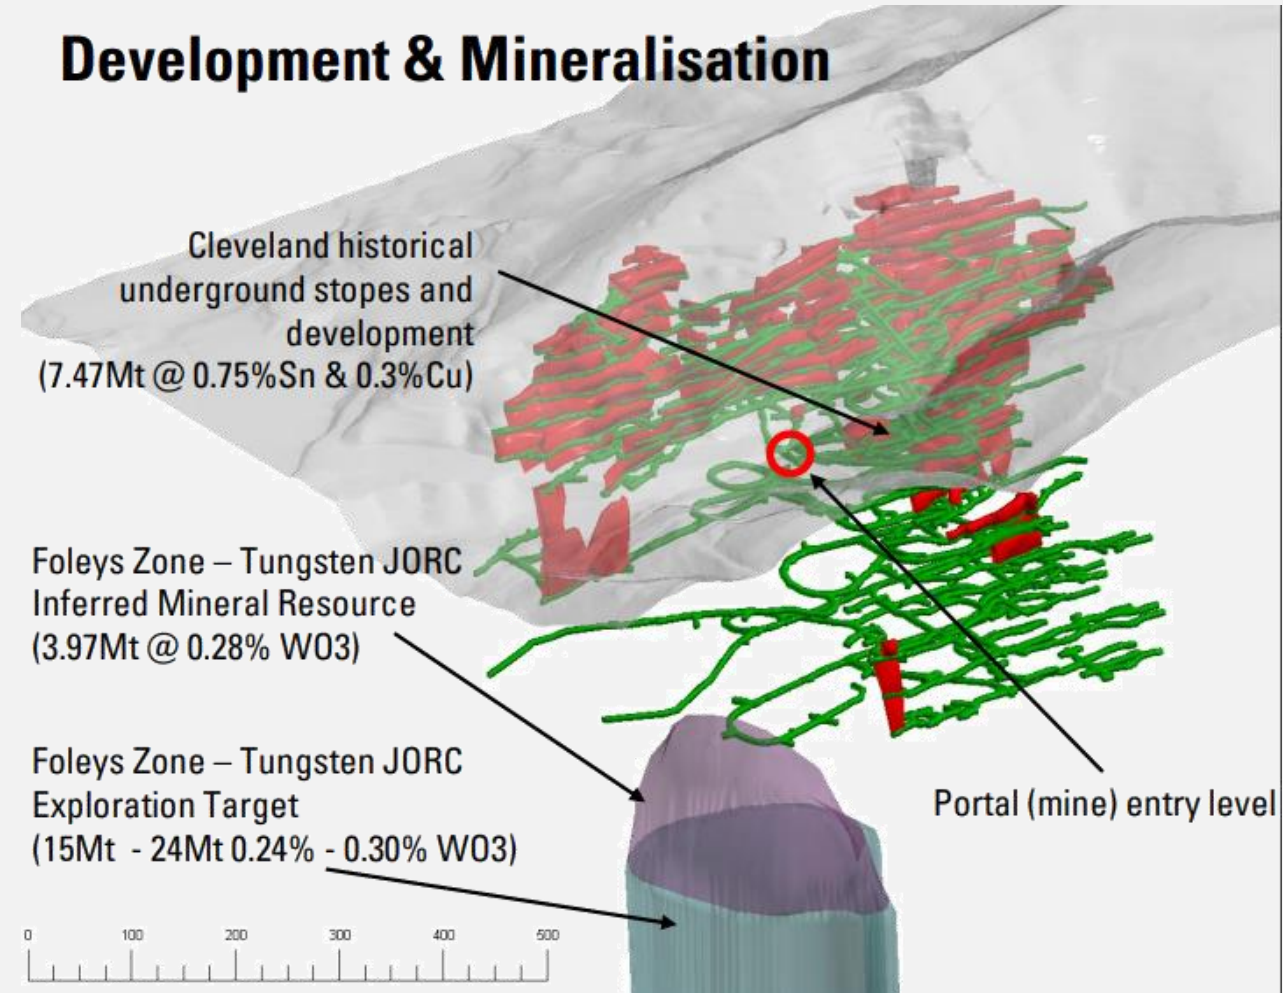 Development & Mineralisation
Cleveland historical
underground stopes and
development
(7.47Mt @ 0.75%Sn & 0.3%Cu)
Foleys Zone – Tungsten JORC
Inferred Mineral Resource
(3.97Mt @ 0.28% WO3)
Foleys Zone – Tungsten JORC
Exploration Target
(15Mt - 24Mt 0.24% - 0.30% WO3)
Portal (mine) entry level
0 100 200 300 400 500